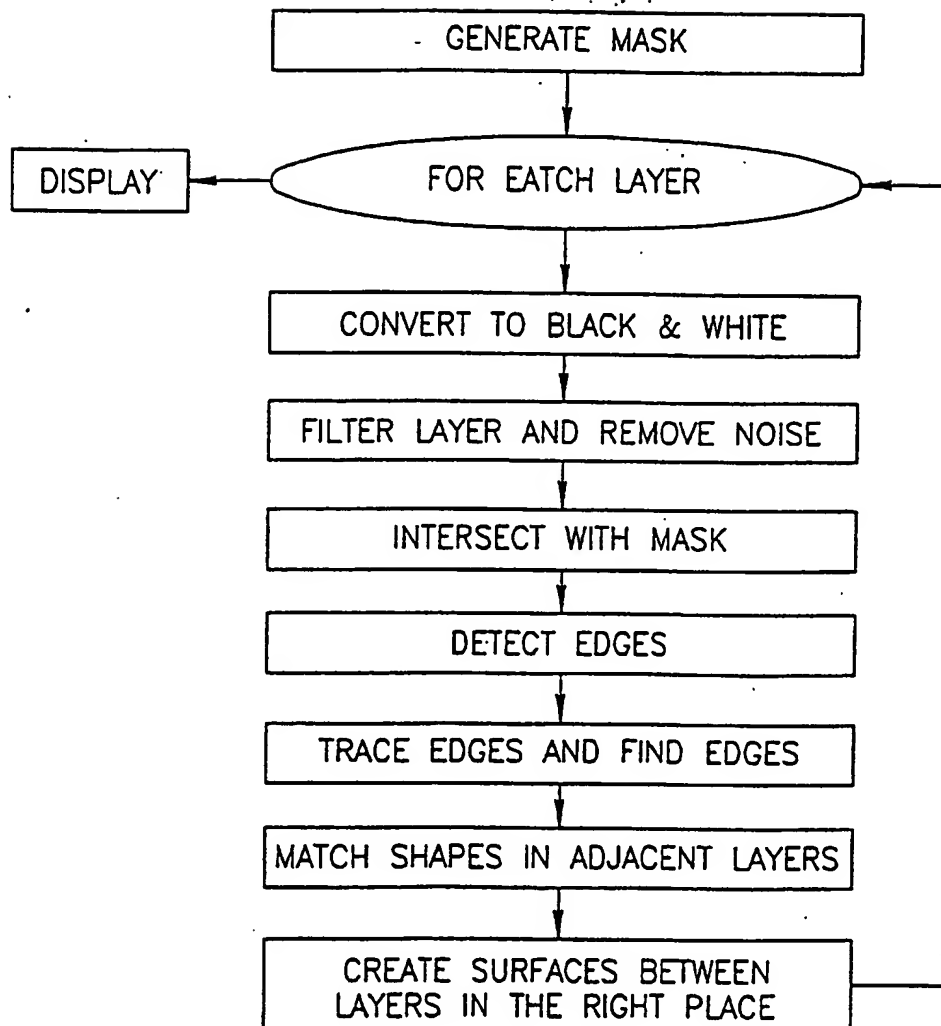 GENERATE MASK
DISPLAY
FOR EATCH LAYER
CONVERT TO BLACK & WHITE
FILTER LAYER AND REMOVE NOISE
INTERSECT WITH MASK
DETECT EDGES
TRACE EDGES AND FIND EDGES
MATCH SHAPES IN ADJACENT LAYERS
CREATE SURFACES BETWEEN
LAYERS IN THE RIGHT PLACE